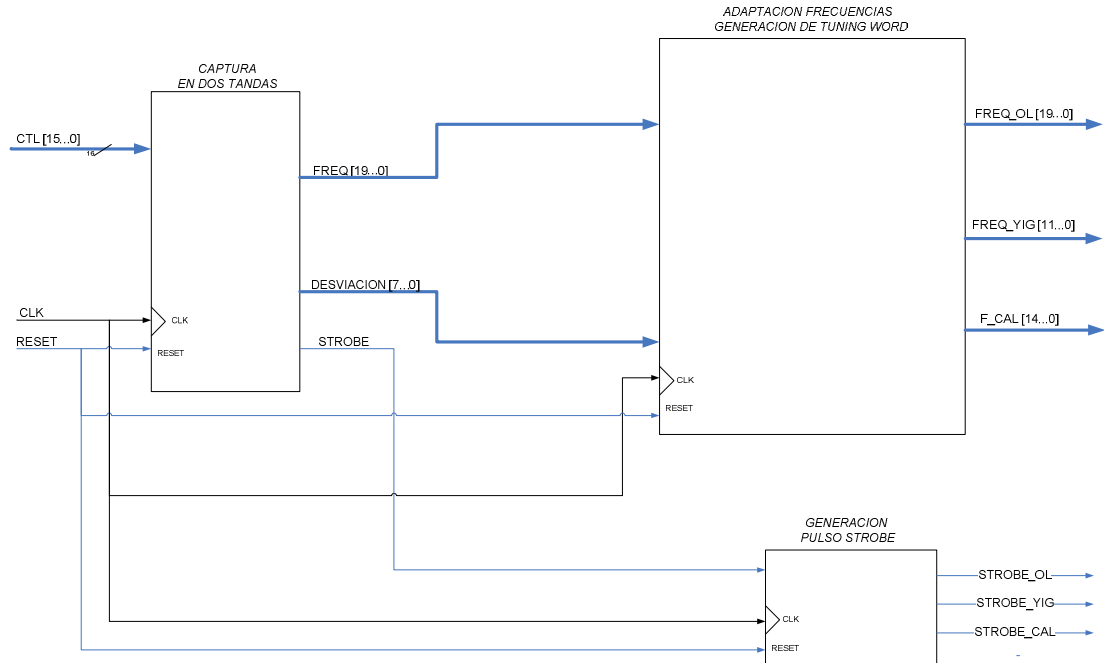 ADAPTACION FRECUENCIAS
GENERACION DE TUNING WORD
CAPTURA
EN DOS TANDAS
CTL [15...0]
16
FREQ [19...0]
DESVIACION [7...0]
CLK
CLK
RESET
RESET
STROBE
FREQ_OL [19...0]
FREQ_YIG [11...0]
F_CAL [14...0]
CLK
RESET
GENERACION
PULSO STROBE
STROBE_OL
STROBE_YIG
STROBE_CAL
CLK
RESET